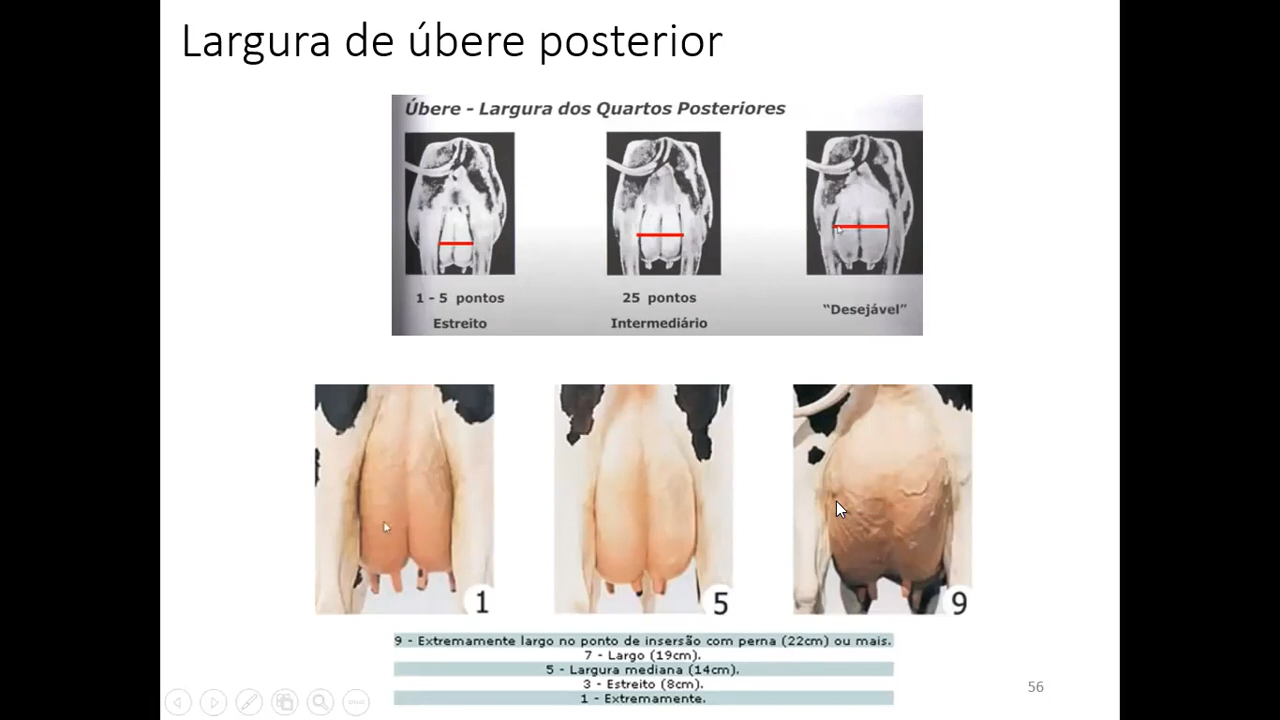 Largura de úbere posterior
Úbere - Largura dos Quartos Posteriores
1 - 5 pontos
Estreito
25 pontos
Intermediário
“Desejável”
1
5
9
9 - Extremamente largo no ponto de insersão com perna (22cm) ou mais.
7 - Largo (19cm).
5 - Largura mediana (14cm).
3 - Estreito (8cm).
1 - Extremamente.
56